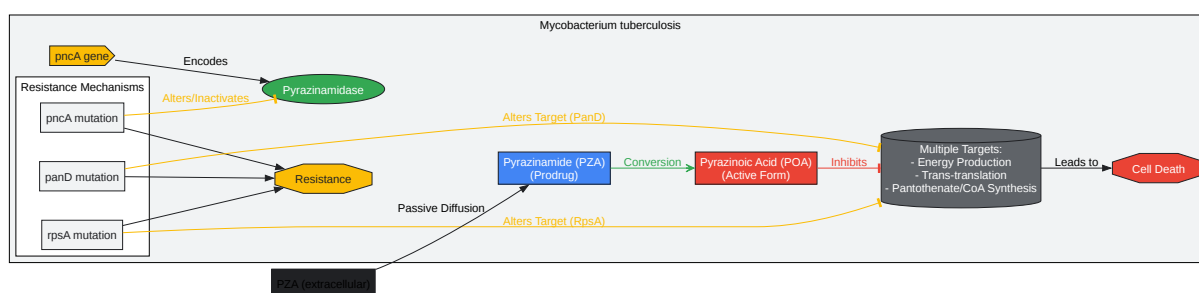 Mycobacterium tuberculosis
pncA gene
Encodes
Pyrazinamidase
Resistance Mechanisms
pncA mutation
Alters/Inactivates
panD mutation
Alters Target (PanD)
Resistance
rpsA mutation
Alters Target (RpsA)
Pyrazinamide (PZA)
(Prodrug)
Conversion
Pyrazinoic Acid (POA)
(Active Form)
Inhibits
Multiple Targets:
- Energy Production
- Trans-translation
- Pantothenate/CoA Synthesis
Leads to
Cell Death
Passive Diffusion
PZA (extracellular)